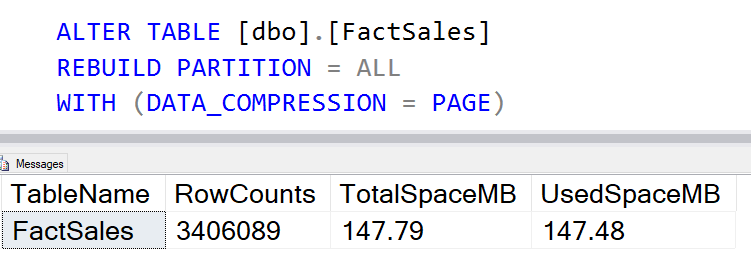 ALTER TABLE [dbo].[FactSales]
REBUILD PARTITION = ALL
WITH (DATA_COMPRESSION = PAGE)
Messages
TableName RowCounts TotalSpaceMB UsedSpaceMB
FactSales 3406089 147.79 147.48